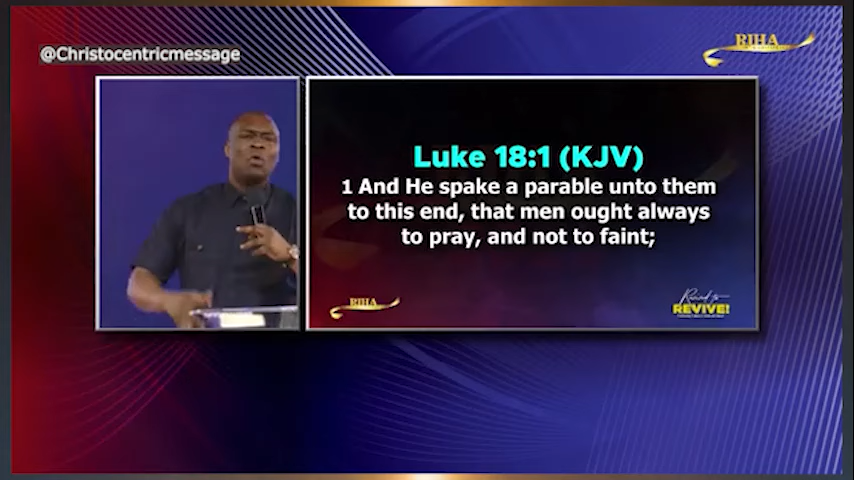 @Christocentricmessage
RIHA
Luke 18:1 (KJV)
1 And He spake a parable unto them
to this end, that men ought always
to pray, and not to faint;
RIHA
REVIVE!